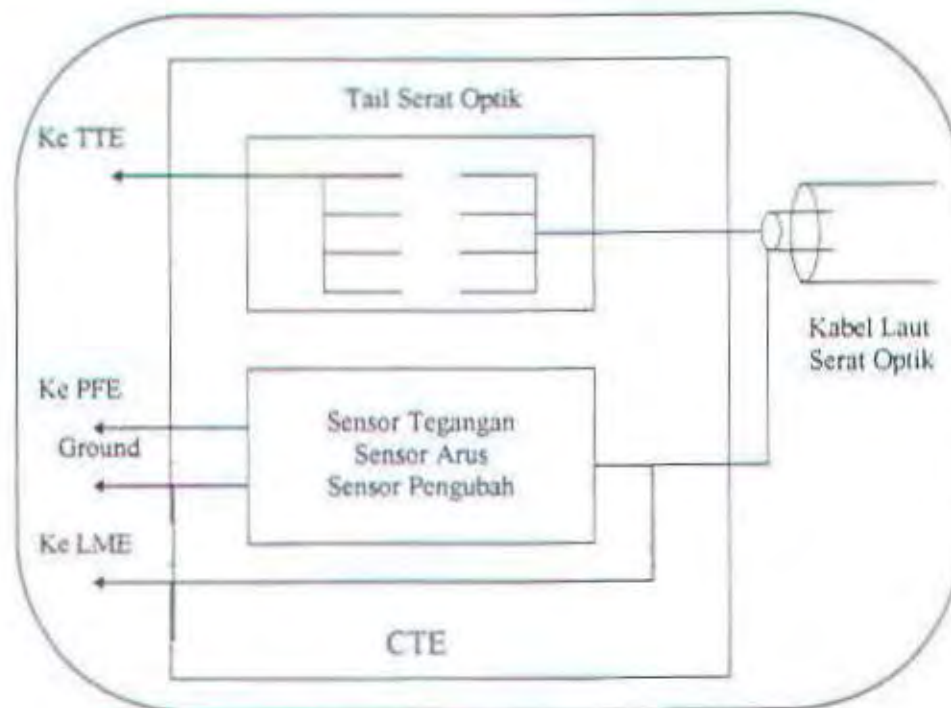 Tail Serat Optik
Ke TTE
Kabel Laut
Serat Optik
Ke PFE
Ground
Sensor Tegangan
Sensor Arus
Sensor Pengubah
Ke LME
CTE